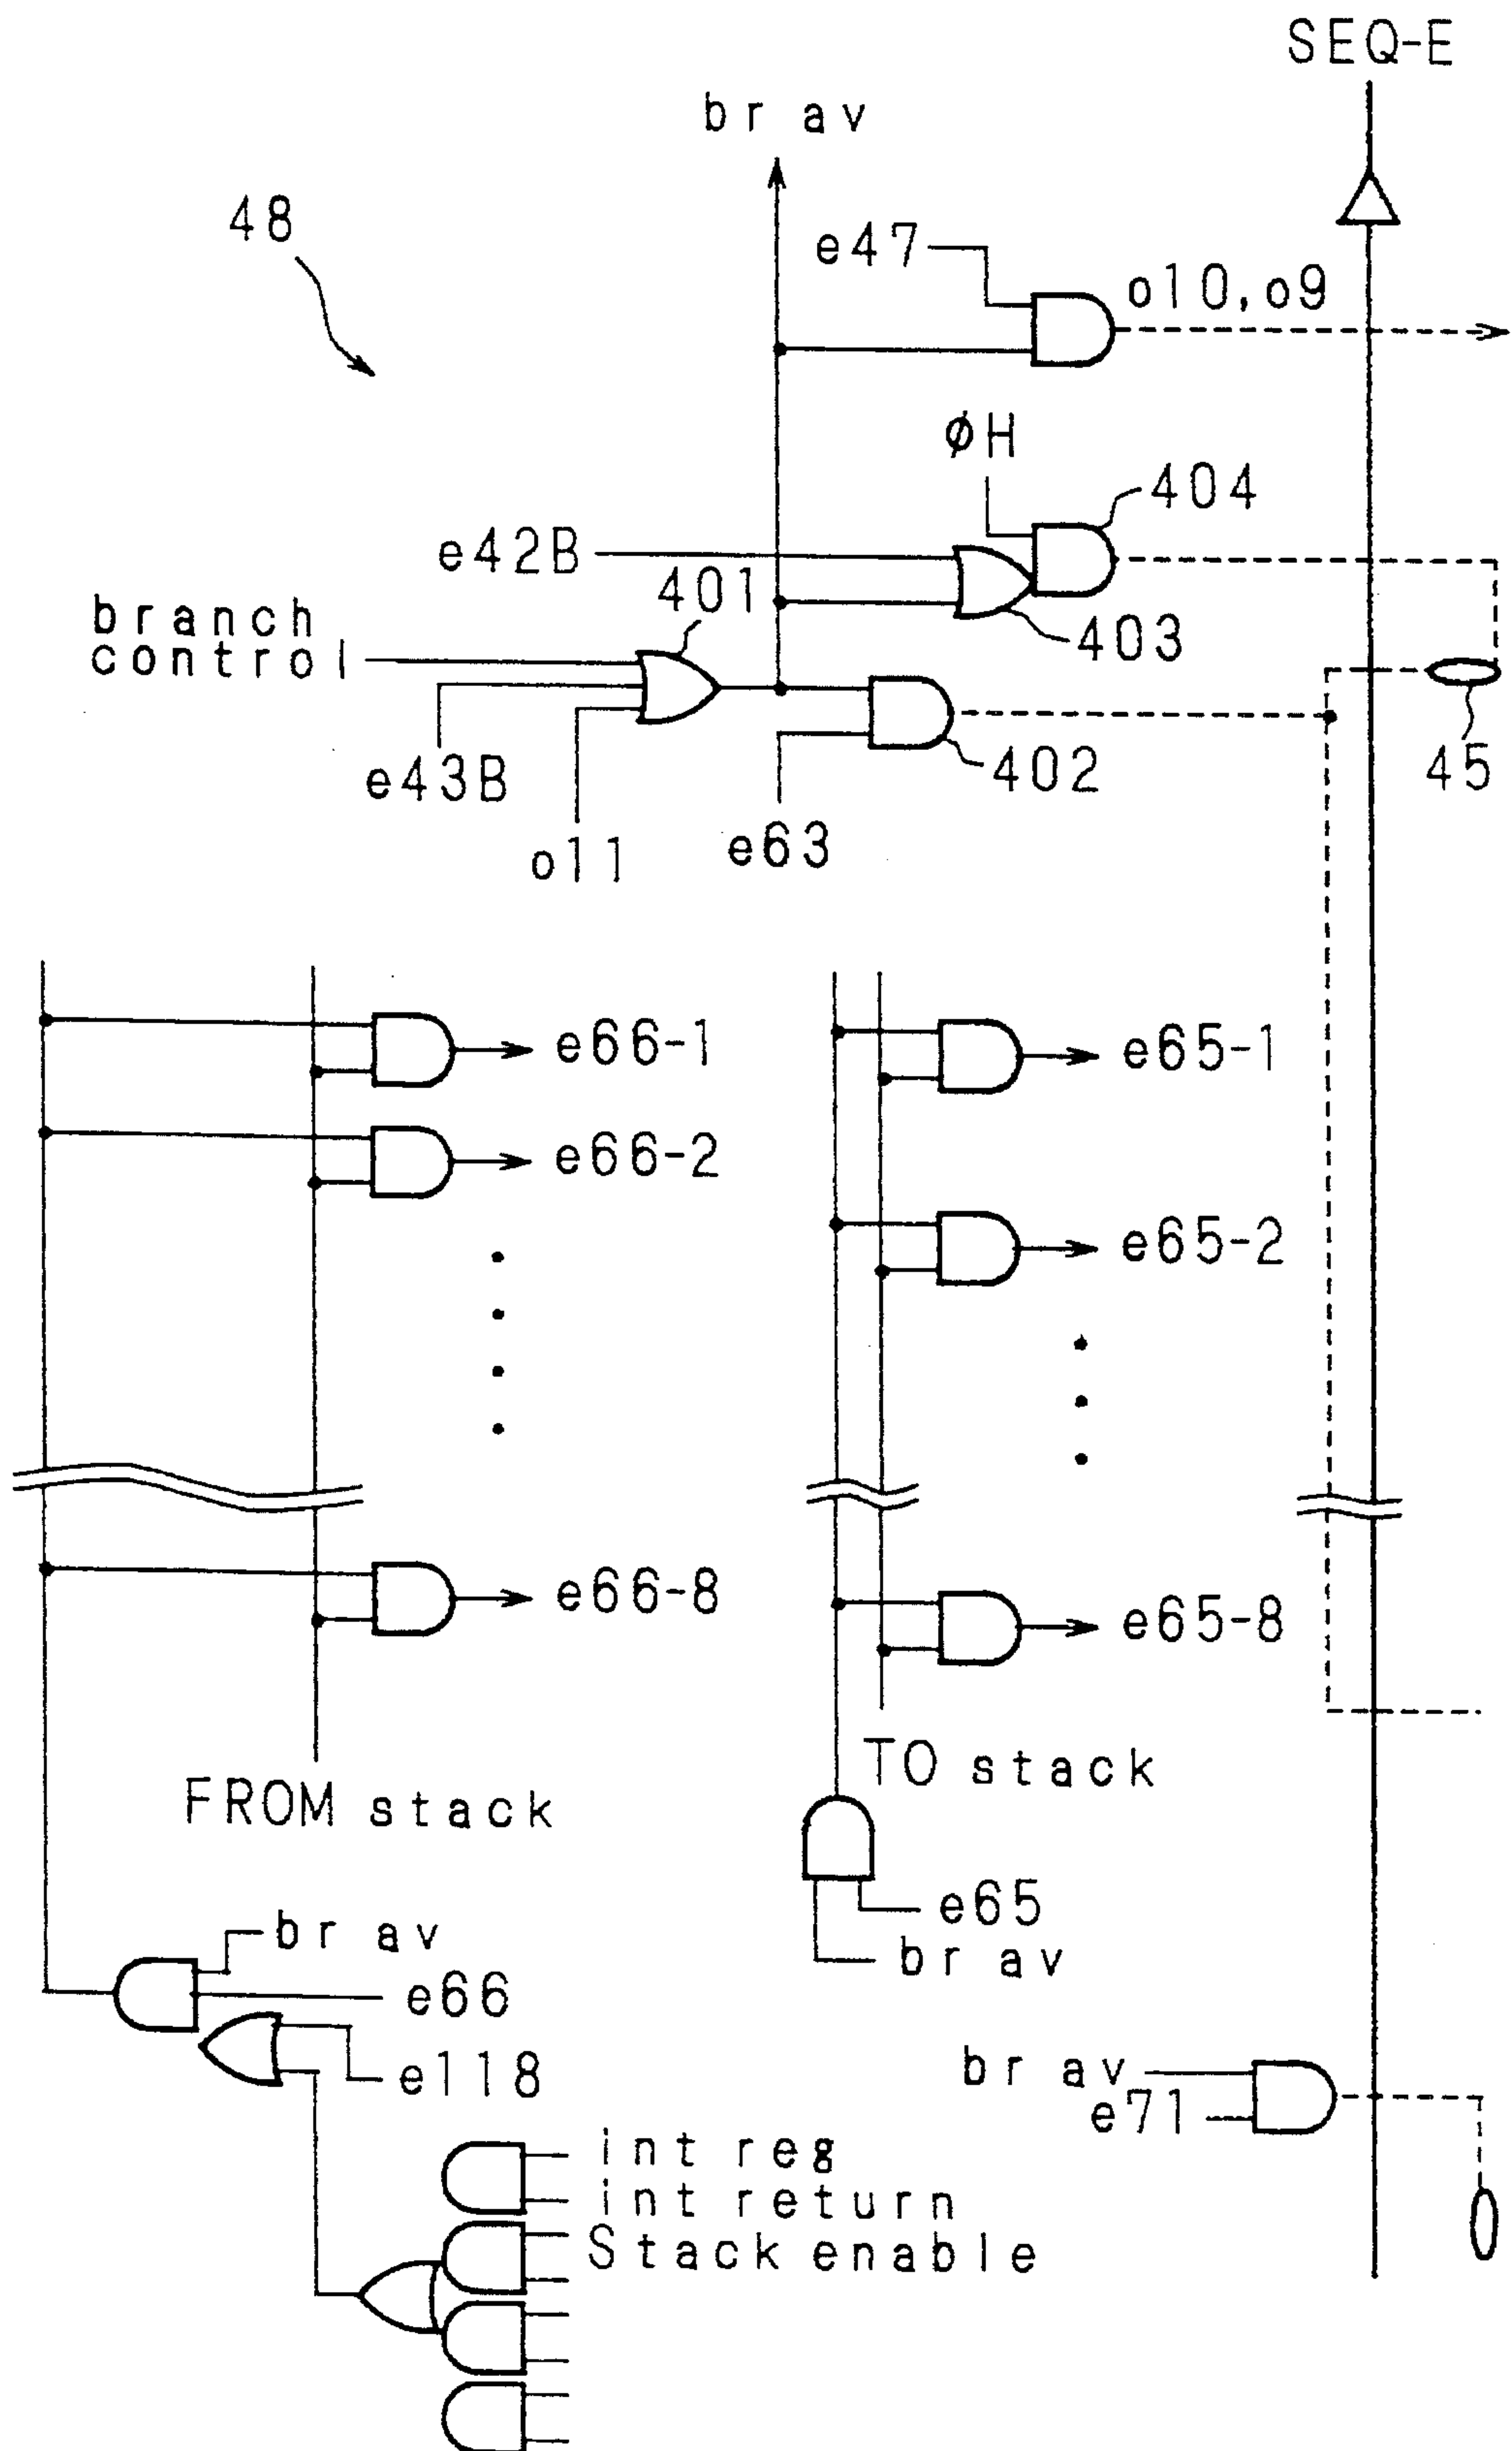 SEQ-E
br av
48
e47
o10,o9
øH
404
e42B
401
403
branch
control
45
e43B
402
o11
e63
e66-1
e65-1
e66-2
e65-2
e66-8
e65-8
TO stack
FROM stack
e65
br av
br av
e66
e118
br av
e71
int reg
int return
Stack enable